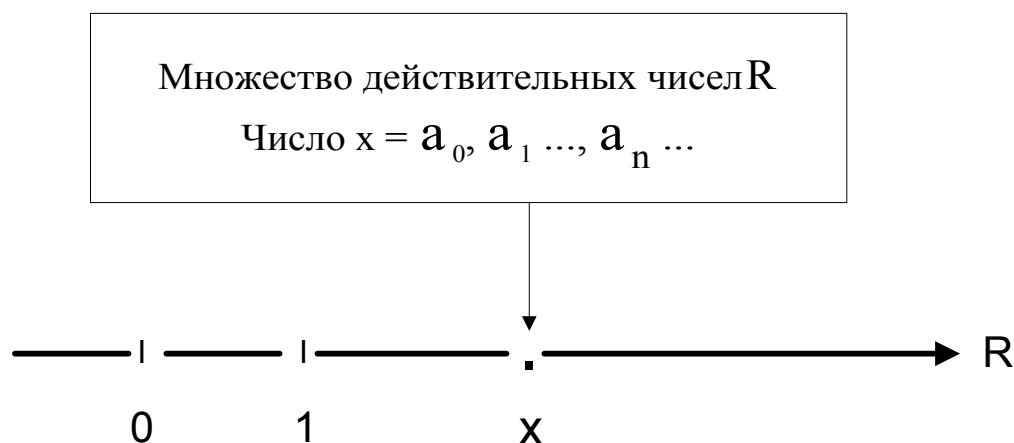 Множество действительных чисел R
Число x = a₀, a₁ ..., aₙ ...
R
0 1 x